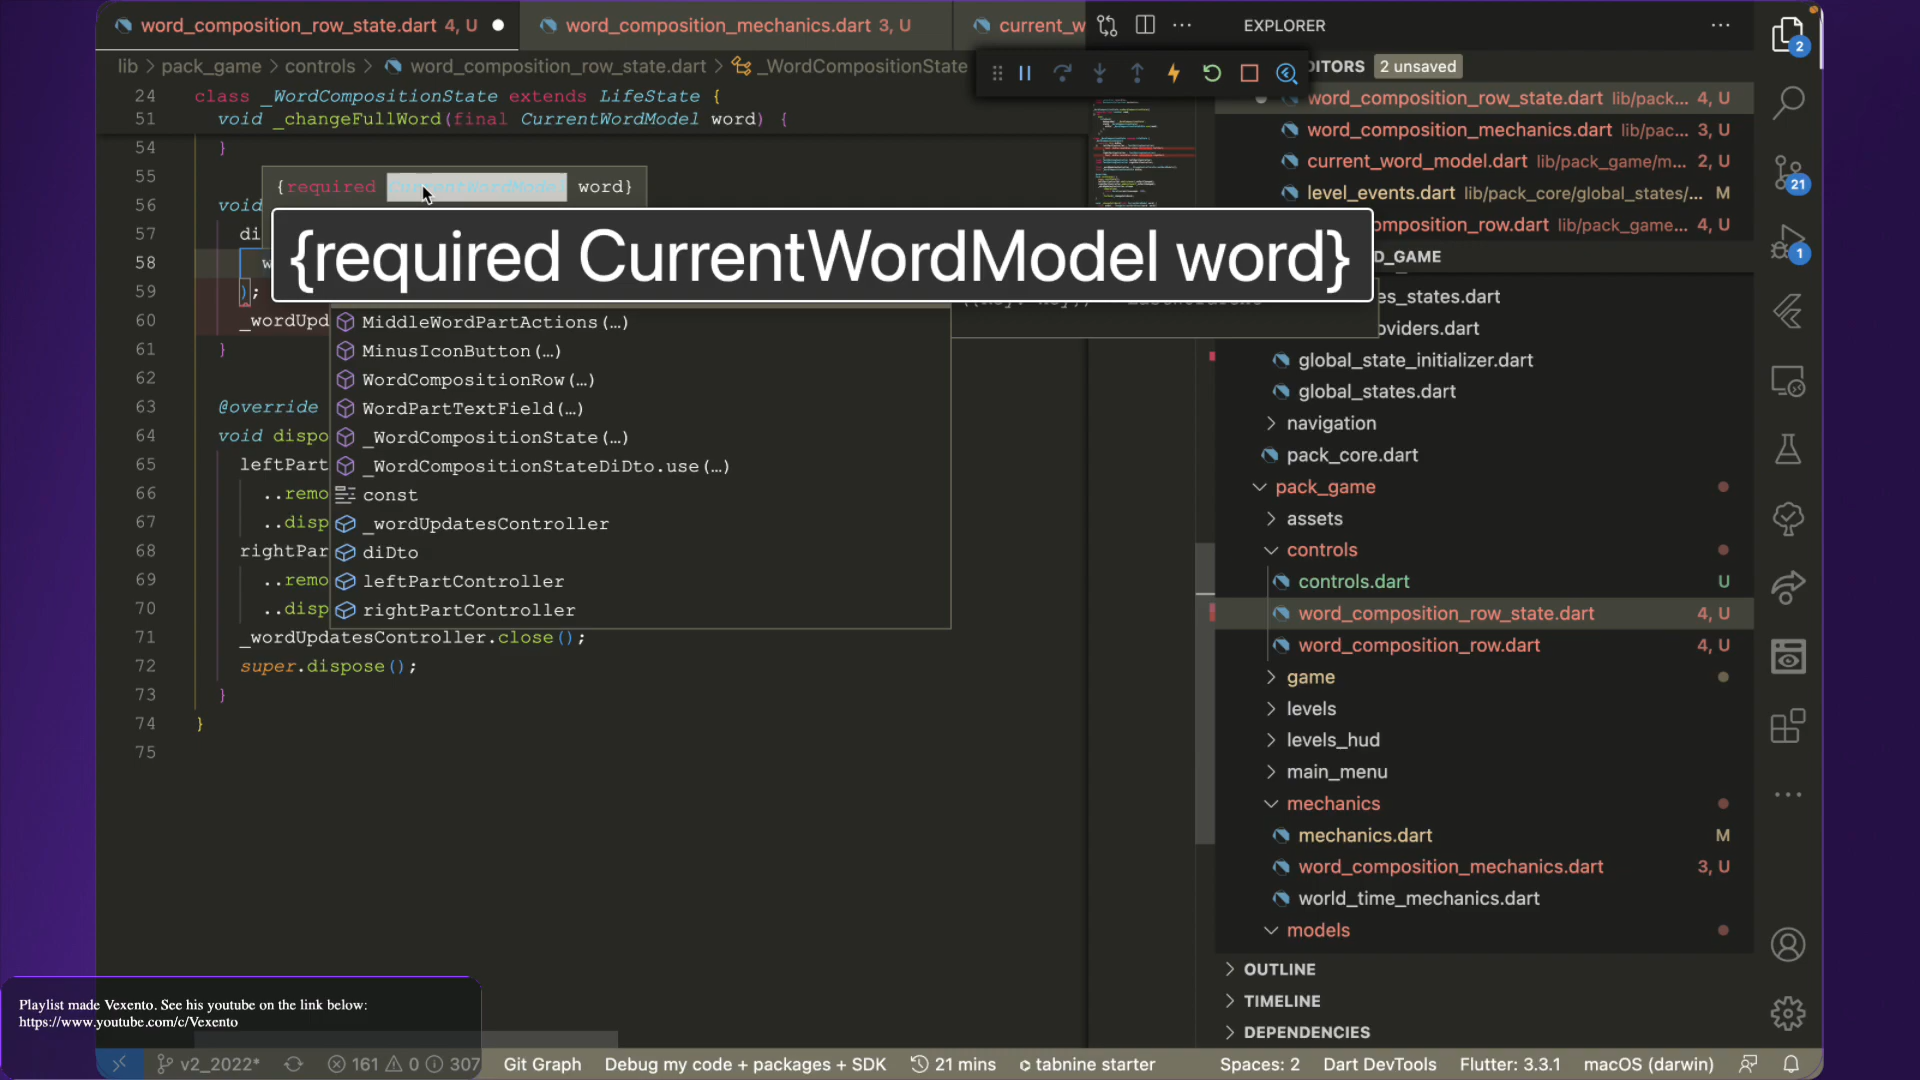 word_composition_row_state.dart 4, U
word_composition_mechanics.dart 3, U
current_w
EXPLORER
lib > pack_game > controls > word_composition_row_state.dart > _WordCompositionState
ITORS 2 unsaved
24 class _WordCompositionState extends LifeState {
51 void _changeFullWord(final CurrentWordModel word) {
54 }
55
{required CurrentWordModel word}
56 void
57 di
{required CurrentWordModel word}
58 w
59 );
60 _wordUpd
61 }
62
63 @override
64 void dispo
65 leftPart
66 ..remo
67 ..disp
68 rightPar
69 ..remo
70 ..disp
71 _wordUpdatesController.close();
72 super.dispose();
73 }
74 }
75
MiddleWordPartActions(…)
MinusIconButton(…)
WordCompositionRow(…)
WordPartTextField(…)
_WordCompositionState(…)
_WordCompositionStateDiDto.use(…)
const
_wordUpdatesController
diDto
leftPartController
rightPartController
word_composition_row_state.dart lib/pack... 4, U
word_composition_mechanics.dart lib/pac... 3, U
current_word_model.dart lib/pack_game/m... 2, U
level_events.dart lib/pack_core/global_states/... M
mposition_row.dart lib/pack_game... 4, U
D_GAME
es_states.dart
oviders.dart
global_state_initializer.dart
global_states.dart
navigation
pack_core.dart
pack_game
assets
controls
controls.dart U
word_composition_row_state.dart 4, U
word_composition_row.dart 4, U
game
levels
levels_hud
main_menu
mechanics
mechanics.dart M
word_composition_mechanics.dart 3, U
world_time_mechanics.dart
models
OUTLINE
TIMELINE
DEPENDENCIES
2
21
1
Playlist made Vexento. See his youtube on the link below:
https://www.youtube.com/c/Vexento
v2_2022* 161 0 307 Git Graph Debug my code + packages + SDK 21 mins tabnine starter Spaces: 2 Dart DevTools Flutter: 3.3.1 macOS (darwin)